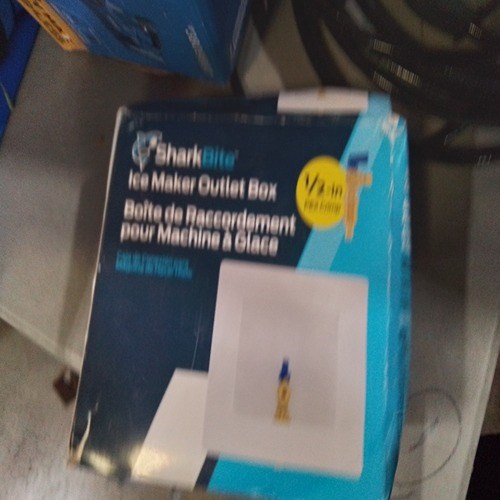 SharkBite
Ice Maker Outlet Box
Boîte de Raccordement
pour Machine à Glace
1/2-in